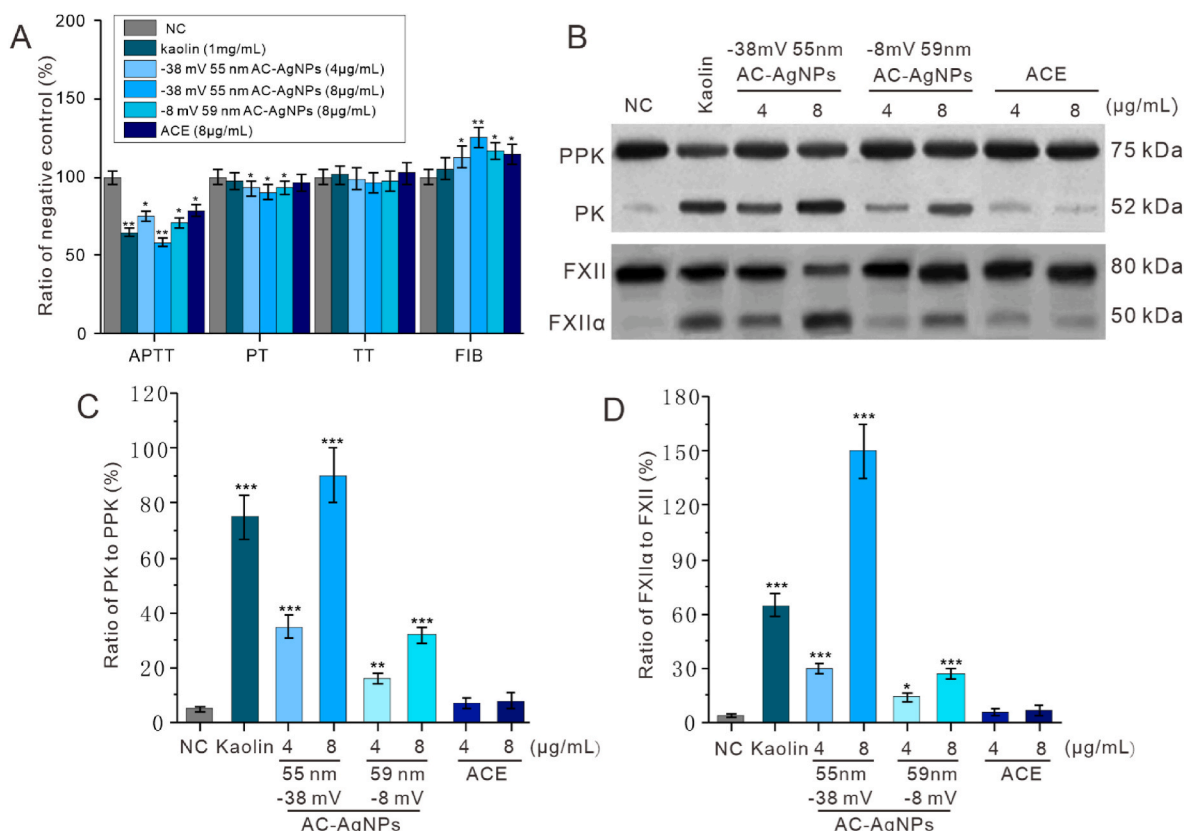 A
Ratio of negative control (%)
200
150
100
50
0
NC
kaolin (1mg/mL)
-38 mV 55 nm AC-AgNPs (4μg/mL)
-38 mV 55 nm AC-AgNPs (8μg/mL)
-8 mV 59 nm AC-AgNPs (8μg/mL)
ACE (8μg/mL)
** * ** * *
* * *
* ** * *
APTT PT TT FIB
B
-38mV 55nm -8mV 59nm
NC Kaolin AC-AgNPs AC-AgNPs ACE
4 8 4 8 4 8 (μg/mL)
PPK 75 kDa
PK 52 kDa
FXII 80 kDa
FXIIα 50 kDa
C
Ratio of PK to PPK (%)
120
100
80
60
40
20
0
*** *** *** ** ***
NC Kaolin 4 8 4 8 4 8 (μg/mL)
55 nm 59 nm ACE
-38 mV -8 mV
AC-AgNPs
D
Ratio of FXIIα to FXII (%)
180
150
120
90
60
30
0
*** *** *** * ***
NC Kaolin 4 8 4 8 4 8 (μg/mL)
55nm 59nm ACE
-38 mV -8 mV
AC-AgNPs